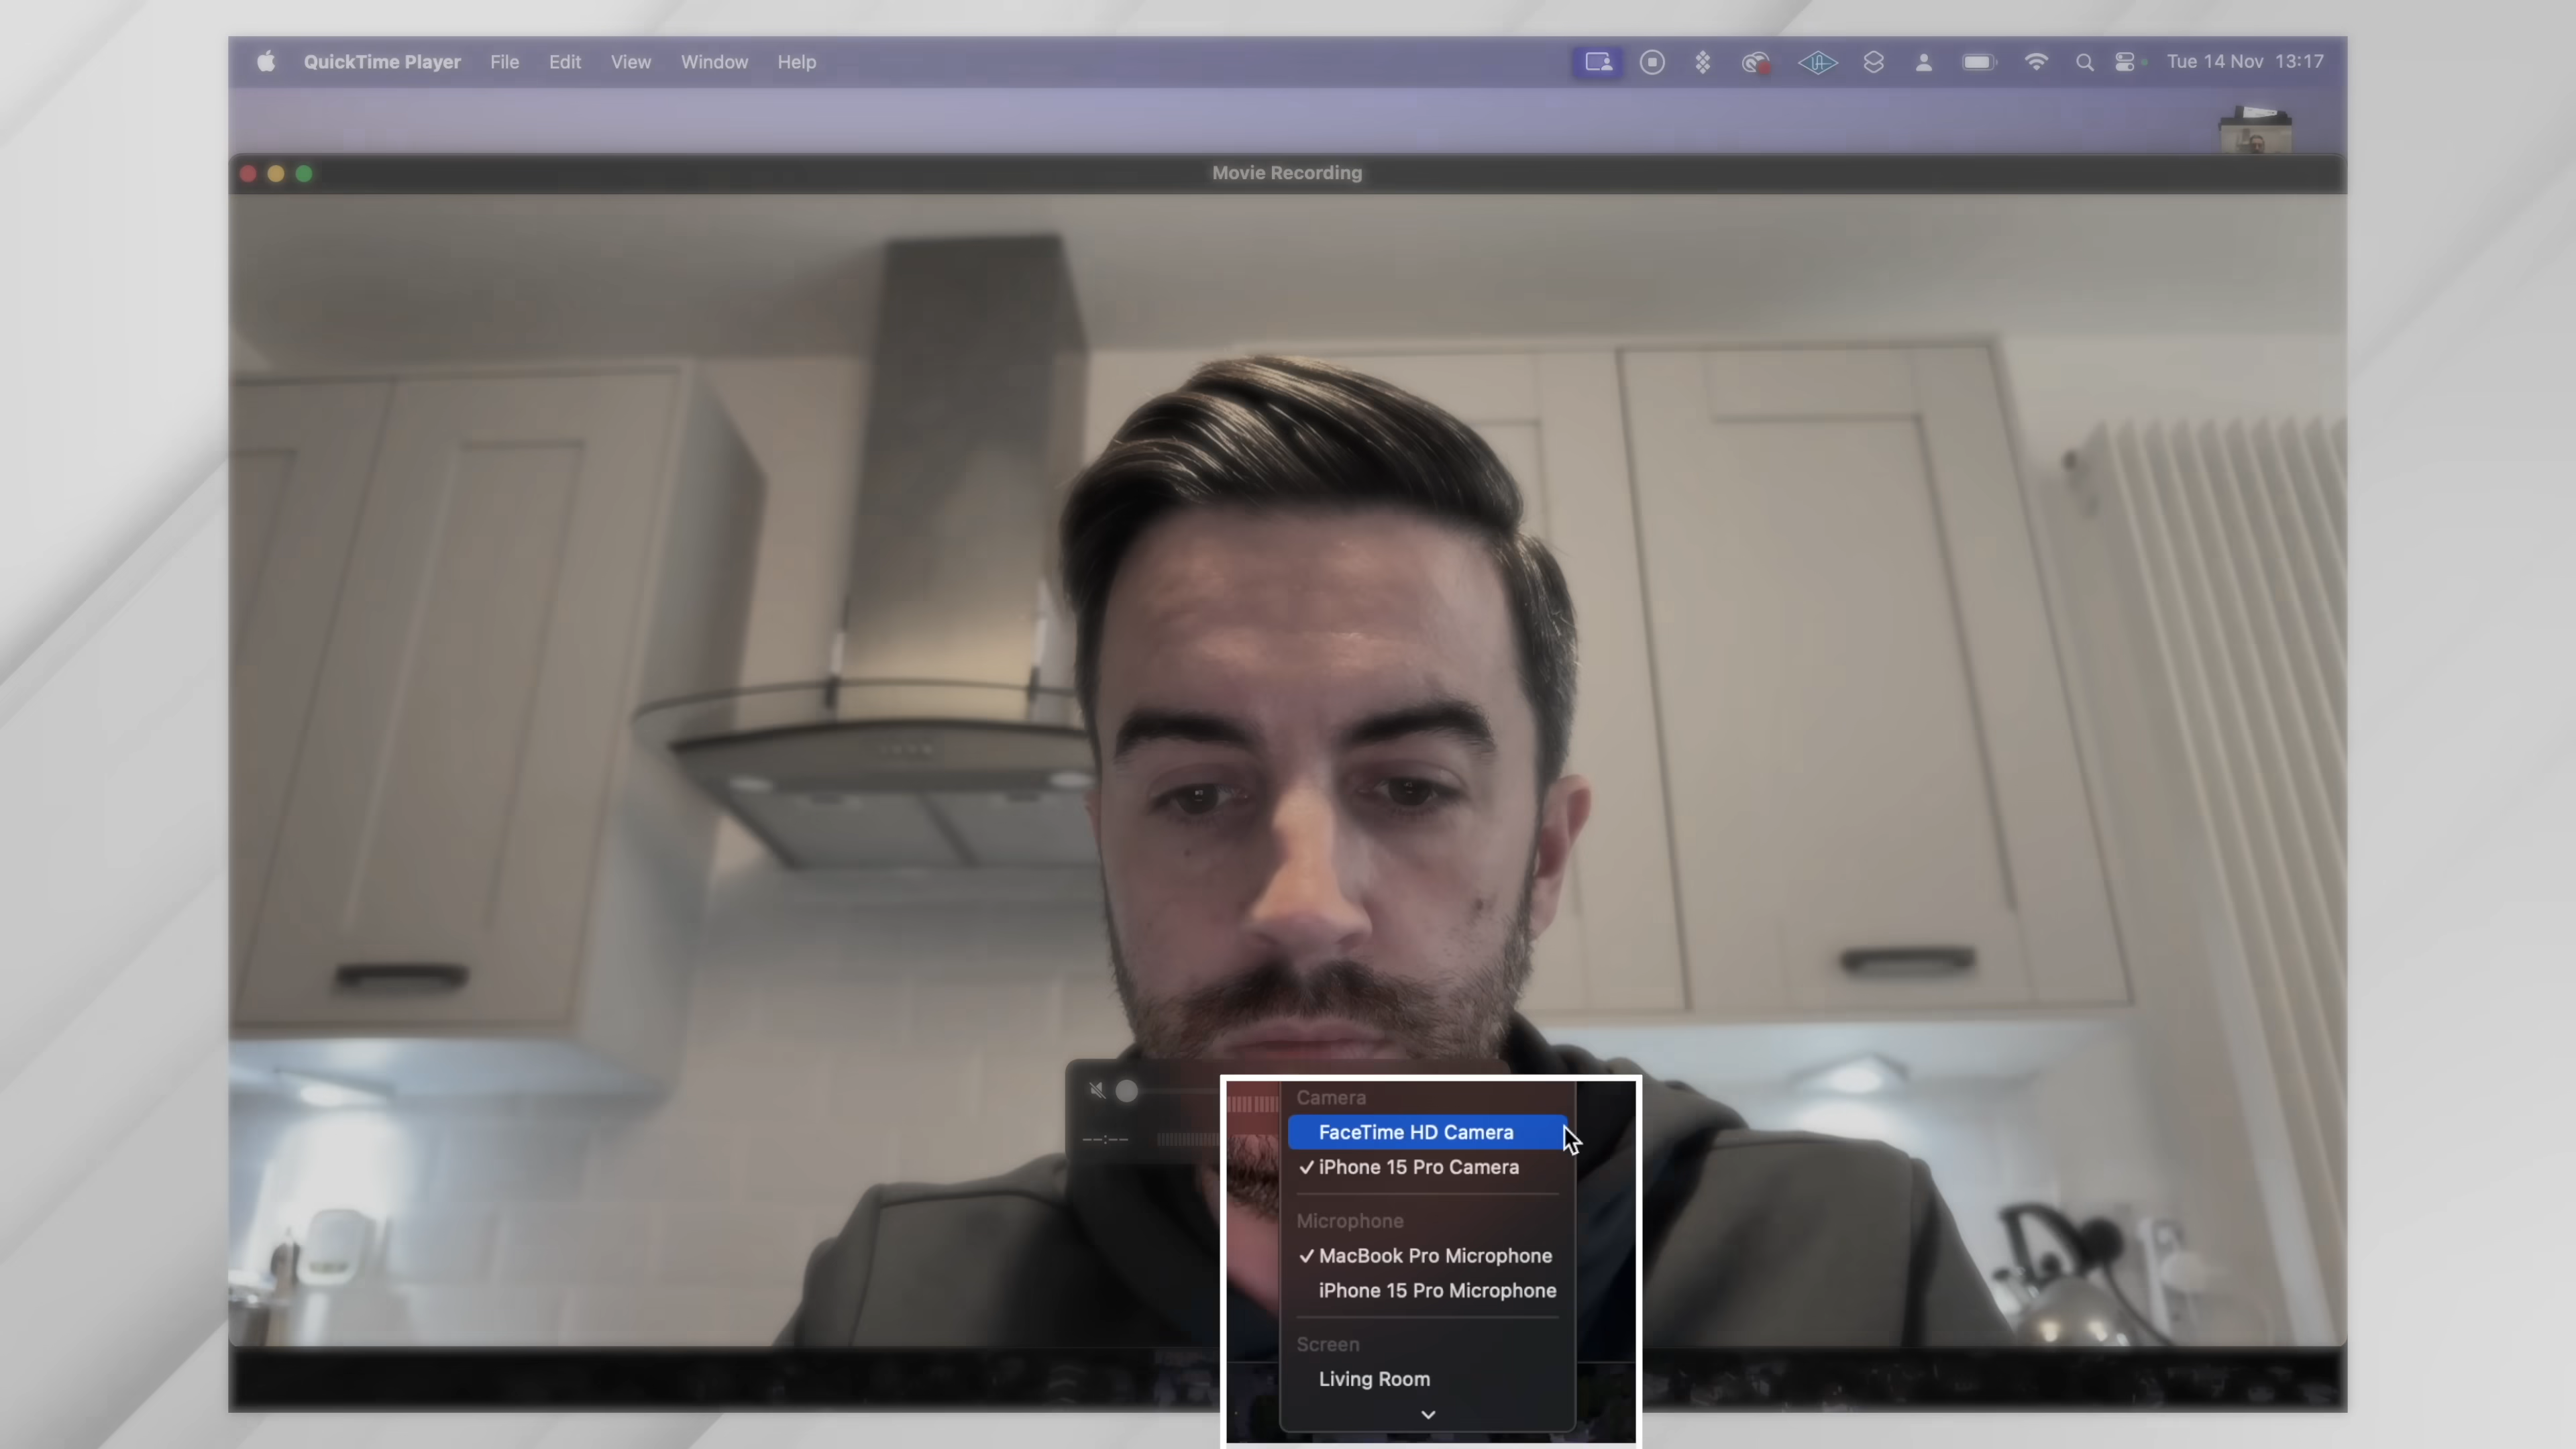 QuickTime Player File Edit View Window Help Tue 14 Nov 13:17
Movie Recording
--:--
Camera
FaceTime HD Camera
✓ iPhone 15 Pro Camera
Microphone
✓ MacBook Pro Microphone
iPhone 15 Pro Microphone
Screen
Living Room